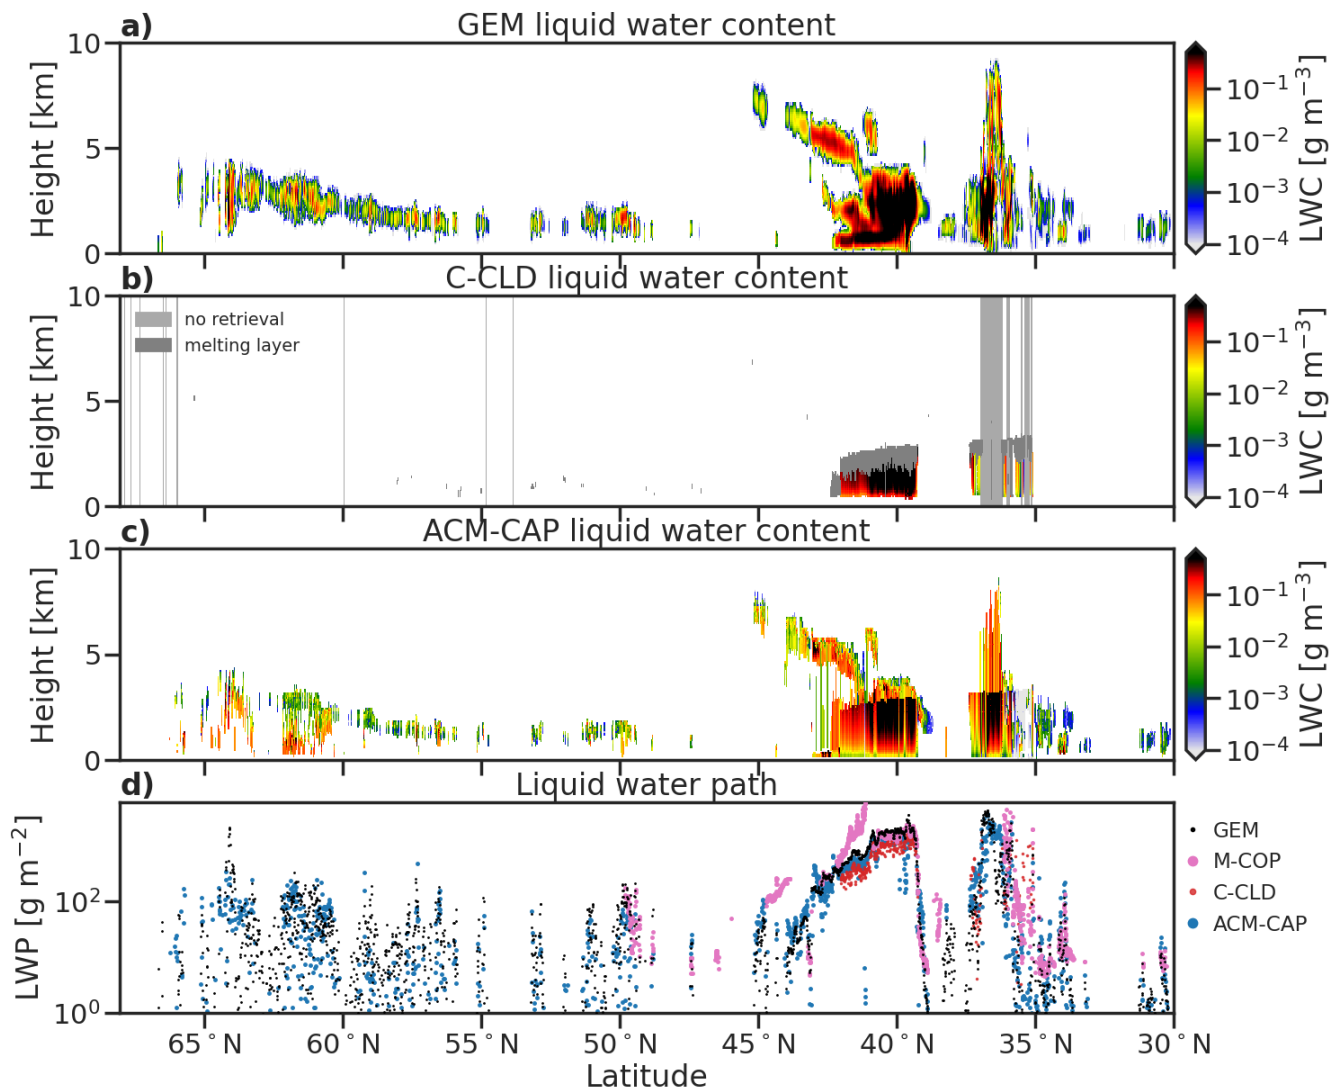 a) GEM liquid water content
10
5
0
Height [km]
10⁻¹
10⁻²
10⁻³
10⁻⁴
LWC [g m⁻³]
b) C-CLD liquid water content
no retrieval
melting layer
10
5
0
Height [km]
10⁻¹
10⁻²
10⁻³
10⁻⁴
LWC [g m⁻³]
c) ACM-CAP liquid water content
10
5
0
Height [km]
10⁻¹
10⁻²
10⁻³
10⁻⁴
LWC [g m⁻³]
d) Liquid water path
10²
10⁰
LWP [g m⁻²]
GEM
M-COP
C-CLD
ACM-CAP
65°N 60°N 55°N 50°N 45°N 40°N 35°N 30°N
Latitude